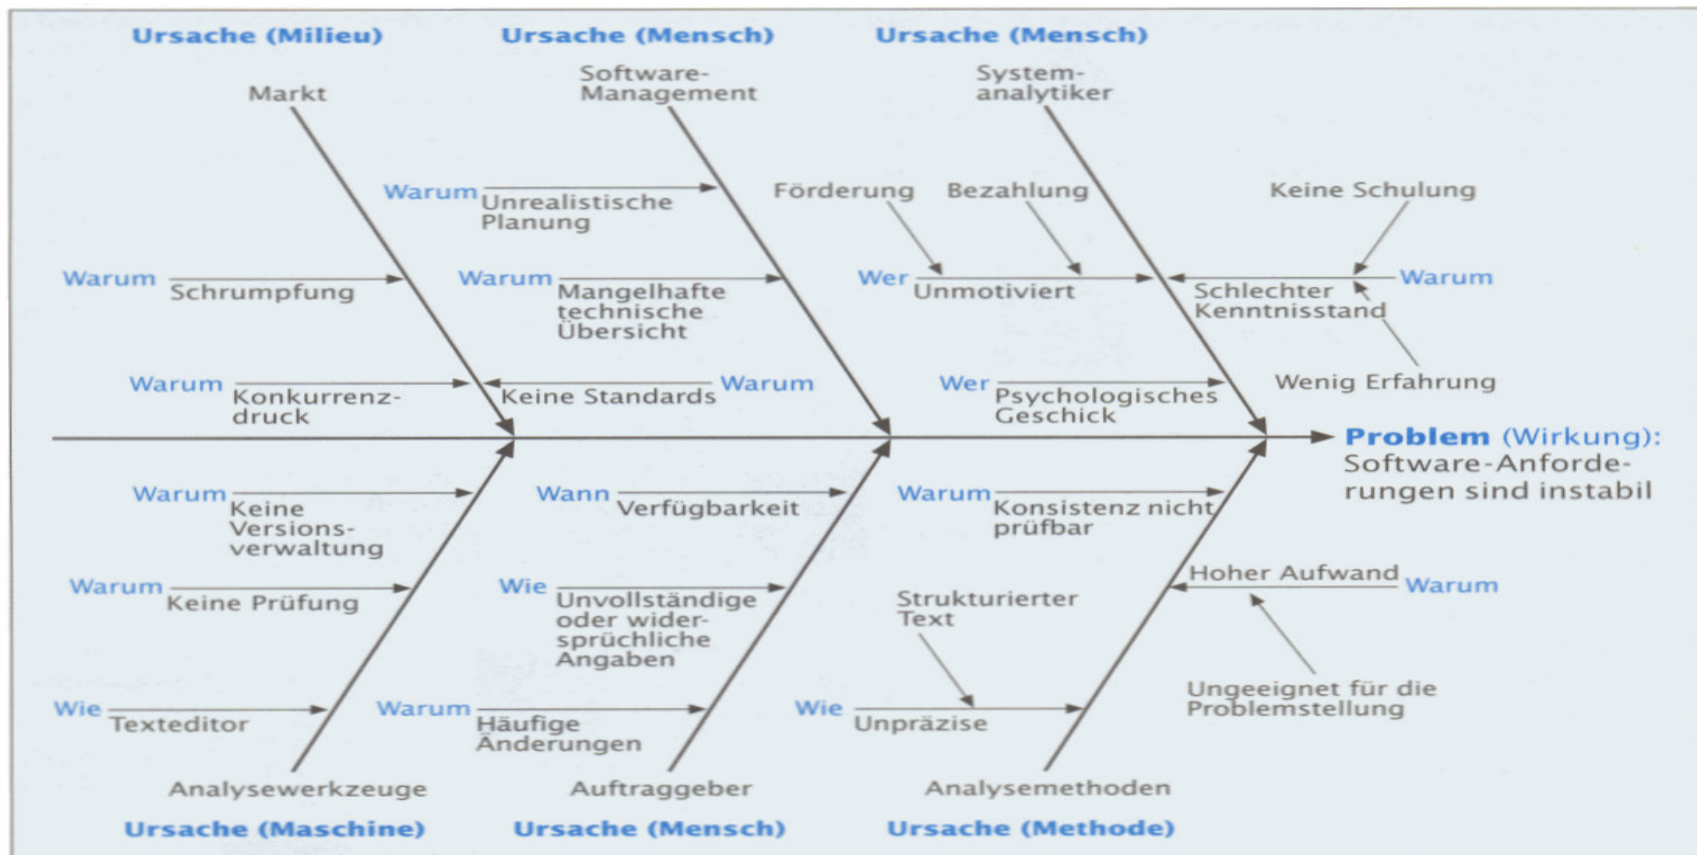 Ursache (Milieu)
Ursache (Mensch)
Ursache (Mensch)
Markt
Software-
Management
System-
analytiker
Warum
Unrealistische
Planung
Förderung
Bezahlung
Keine Schulung
Warum
Schrumpfung
Warum
Mangelhafte
technische
Übersicht
Wer
Unmotiviert
Schlechter
Kenntnisstand
Warum
Warum
Konkurrenz-
druck
Keine Standards
Warum
Wer
Psychologisches
Geschick
Wenig Erfahrung
Problem (Wirkung):
Software-Anforde-
rungen sind instabil
Warum
Keine
Versions-
verwaltung
Wann
Verfügbarkeit
Warum
Konsistenz nicht
prüfbar
Warum
Keine Prüfung
Wie
Unvollständige
oder wider-
sprüchliche
Angaben
Strukturierter
Text
Hoher Aufwand
Warum
Wie
Texteditor
Warum
Häufige
Änderungen
Wie
Unpräzise
Ungeeignet für die
Problemstellung
Analysewerkzeuge
Auftraggeber
Analysemethoden
Ursache (Maschine)
Ursache (Mensch)
Ursache (Methode)